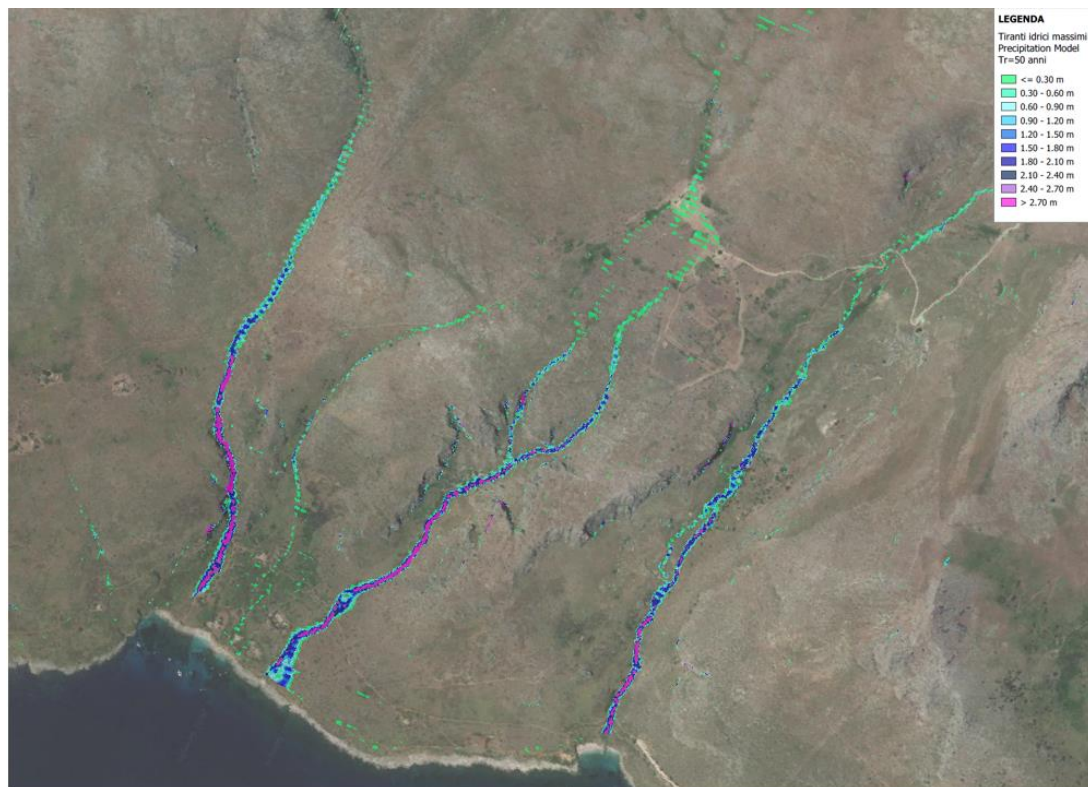 LEGENDA
Tiranti idrici massimi
Precipitation Model
Tr=50 anni
<= 0.30 m
0.30 - 0.60 m
0.60 - 0.90 m
0.90 - 1.20 m
1.20 - 1.50 m
1.50 - 1.80 m
1.80 - 2.10 m
2.10 - 2.40 m
2.40 - 2.70 m
> 2.70 m